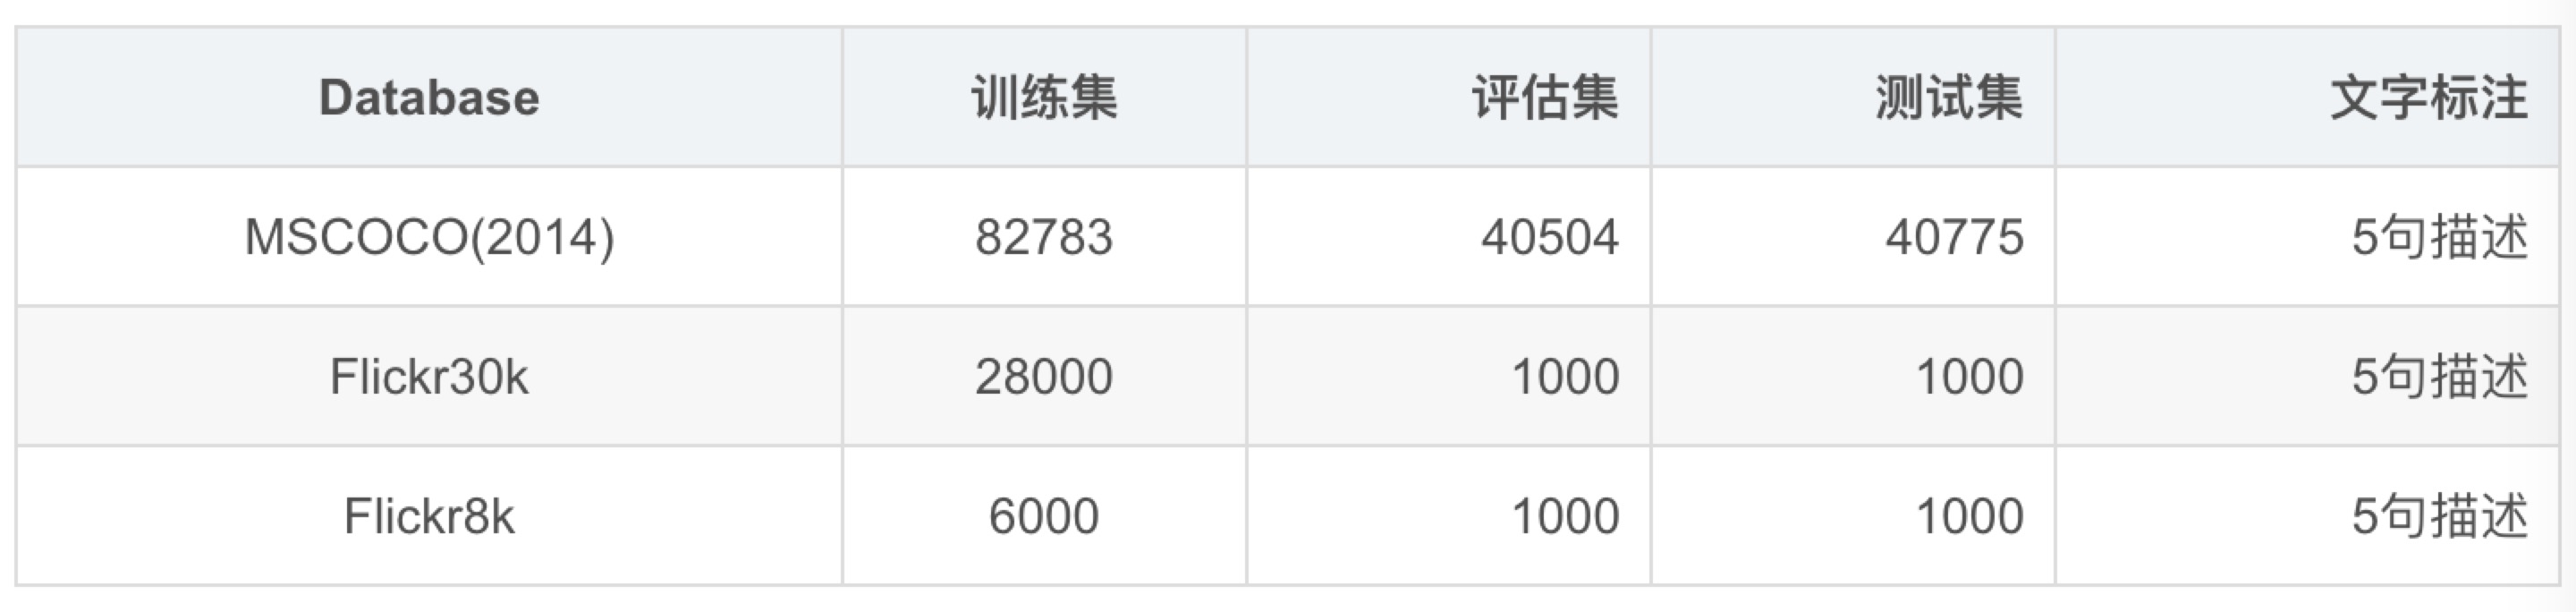 Database 训练集 评估集 测试集 文字标注
MSCOCO(2014) 82783 40504 40775 5句描述
Flickr30k 28000 1000 1000 5句描述
Flickr8k 6000 1000 1000 5句描述